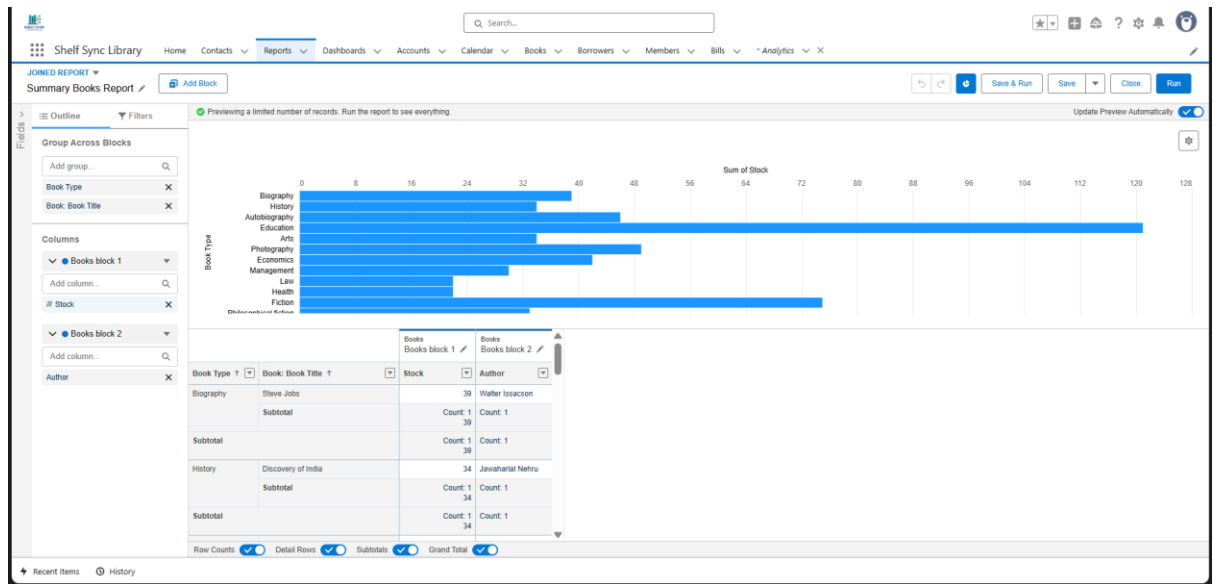 Search...
Shelf Sync Library Home Contacts Reports Dashboards Accounts Calendar Books Borrowers Members Bills * Analytics
JOINED REPORT
Summary Books Report
Add Block
Save & Run Save Close Run
Fields
Outline Filters
Previewing a limited number of records. Run the report to see everything.
Update Preview Automatically
Group Across Blocks
Add group...
Book Type
Book: Book Title
Columns
Books block 1
Add column...
# Stock
Books block 2
Add column...
Author
Sum of Stock
0 8 16 24 32 40 48 56 64 72 80 88 96 104 112 120 128
Book Type
Biography
History
Autobiography
Education
Arts
Photography
Economics
Management
Law
Health
Fiction
Philosophical fiction
Books Books
Books block 1 Books block 2
Book Type ↑ Book: Book Title ↑ Stock Author
Biography Steve Jobs 39 Walter Issacson
Subtotal Count: 1 Count: 1
39
Subtotal Count: 1 Count: 1
39
History Discovery of India 34 Jawaharlal Nehru
Subtotal Count: 1 Count: 1
34
Subtotal Count: 1 Count: 1
34
Row Counts Detail Rows Subtotals Grand Total
Recent Items History